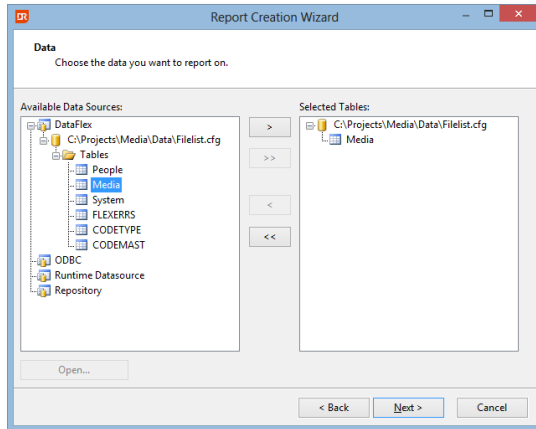 DR
Report Creation Wizard
Data
Choose the data you want to report on.
Available Data Sources:
Selected Tables:
DataFlex
C:\Projects\Media\Data\Filelist.cfg
Tables
People
Media
System
FLEXERRS
CODETYPE
CODEMAST
ODBC
Runtime Datasource
Repository
>
>>
<
<<
C:\Projects\Media\Data\Filelist.cfg
Media
Open...
< Back
Next >
Cancel